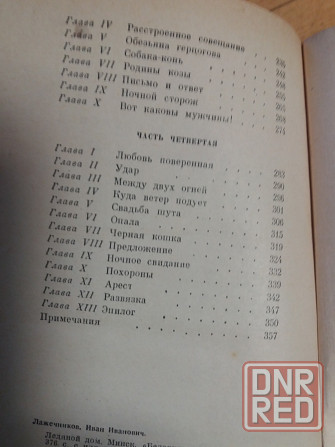 Глава IV Расстроенное совещание
Глава V Обезьяна герцогова
Глава VI Собака-конь
Глава VII Родины козы
Глава VIII Письмо и ответ
Глава IX Ночной сторож
Глава X Вот каковы мужчины! 274
ЧАСТЬ ЧЕТВЕРТАЯ
Глава I Любовь поверенная 283
Глава II Удар 290
Глава III Между двух огней 296
Глава IV Куда ветер подует 301
Глава V Свадьба шута 306
Глава VI Опала 315
Глава VII Черная кошка 319
Глава VIII Предложение 324
Глава IX Ночное свидание 332
Глава X Похороны 339
Глава XI Арест 342
Глава XII Развязка 347
Глава XIII Эпилог 350
Примечания 357
Лажечников, Иван Иванович.
Ледяной дом. Минск,
DNR
RED